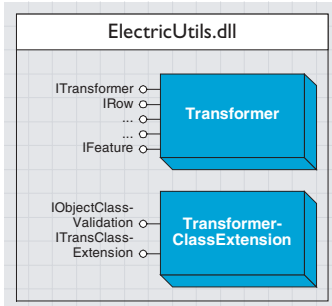 ElectricUtils.dll
ITransformer
IRow
...
...
IFeature
Transformer
IObjectClass-
Validation
ITransClass-
Extension
Transformer-
ClassExtension